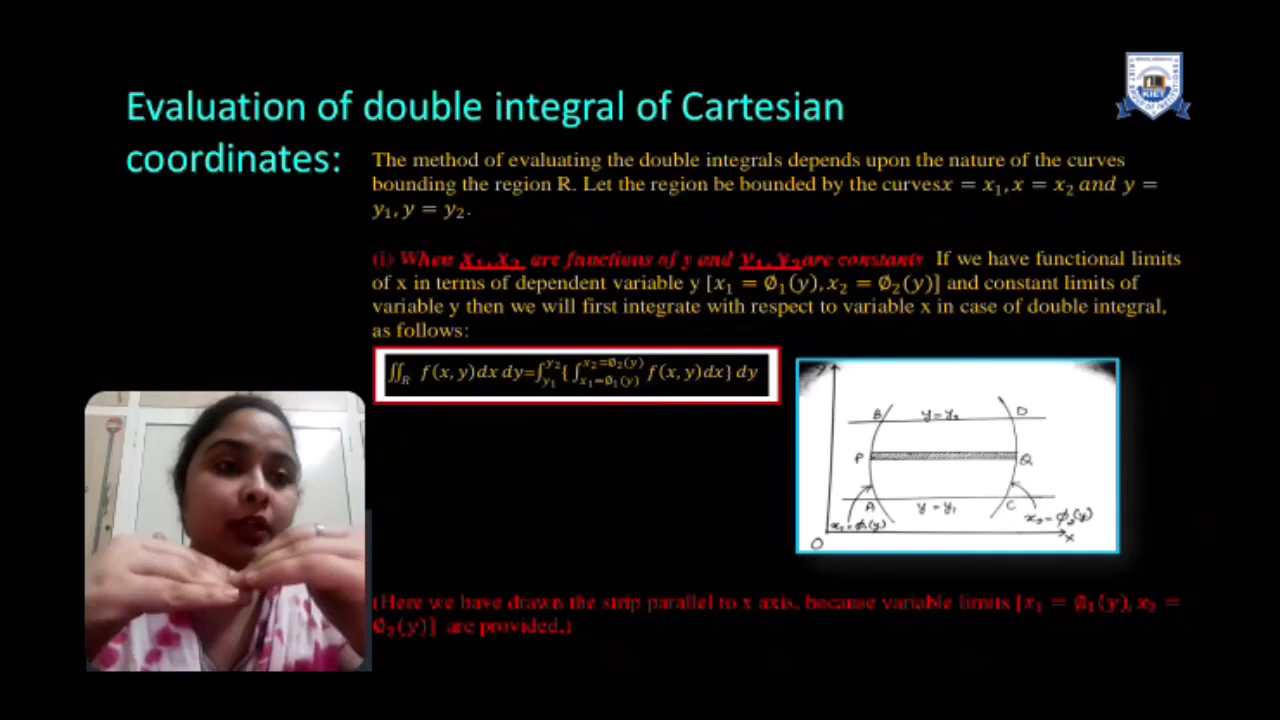 Evaluation of double integral of Cartesian
coordinates:
The method of evaluating the double integrals depends upon the nature of the curves
bounding the region R. Let the region be bounded by the curves𝑥 = 𝑥₁, 𝑥 = 𝑥₂ 𝑎𝑛𝑑 𝑦 =
𝑦₁, 𝑦 = 𝑦₂.
(i) When x₁, x₂ are functions of y and y₁, y₂ are constants If we have functional limits
of x in terms of dependent variable y [𝑥₁ = ∅₁(𝑦), 𝑥₂ = ∅₂(𝑦)] and constant limits of
variable y then we will first integrate with respect to variable x in case of double integral,
as follows:
∬_R 𝑓(𝑥, 𝑦)𝑑𝑥 𝑑𝑦=∫_{y₁}^{y₂} { ∫_{x₁=∅₁(y)}^{x₂=∅₂(y)} 𝑓(𝑥, 𝑦)𝑑𝑥} 𝑑𝑦
B y=y₂ D
P Q
A y=y₁ C
x₁=ϕ₁(y) x₂=ϕ₂(y)
O x
(Here we have drawn the strip parallel to x axis, because variable limits [𝑥₁ = ∅₁(𝑦), 𝑥₂ =
∅₂(𝑦)] are provided.)
KIET